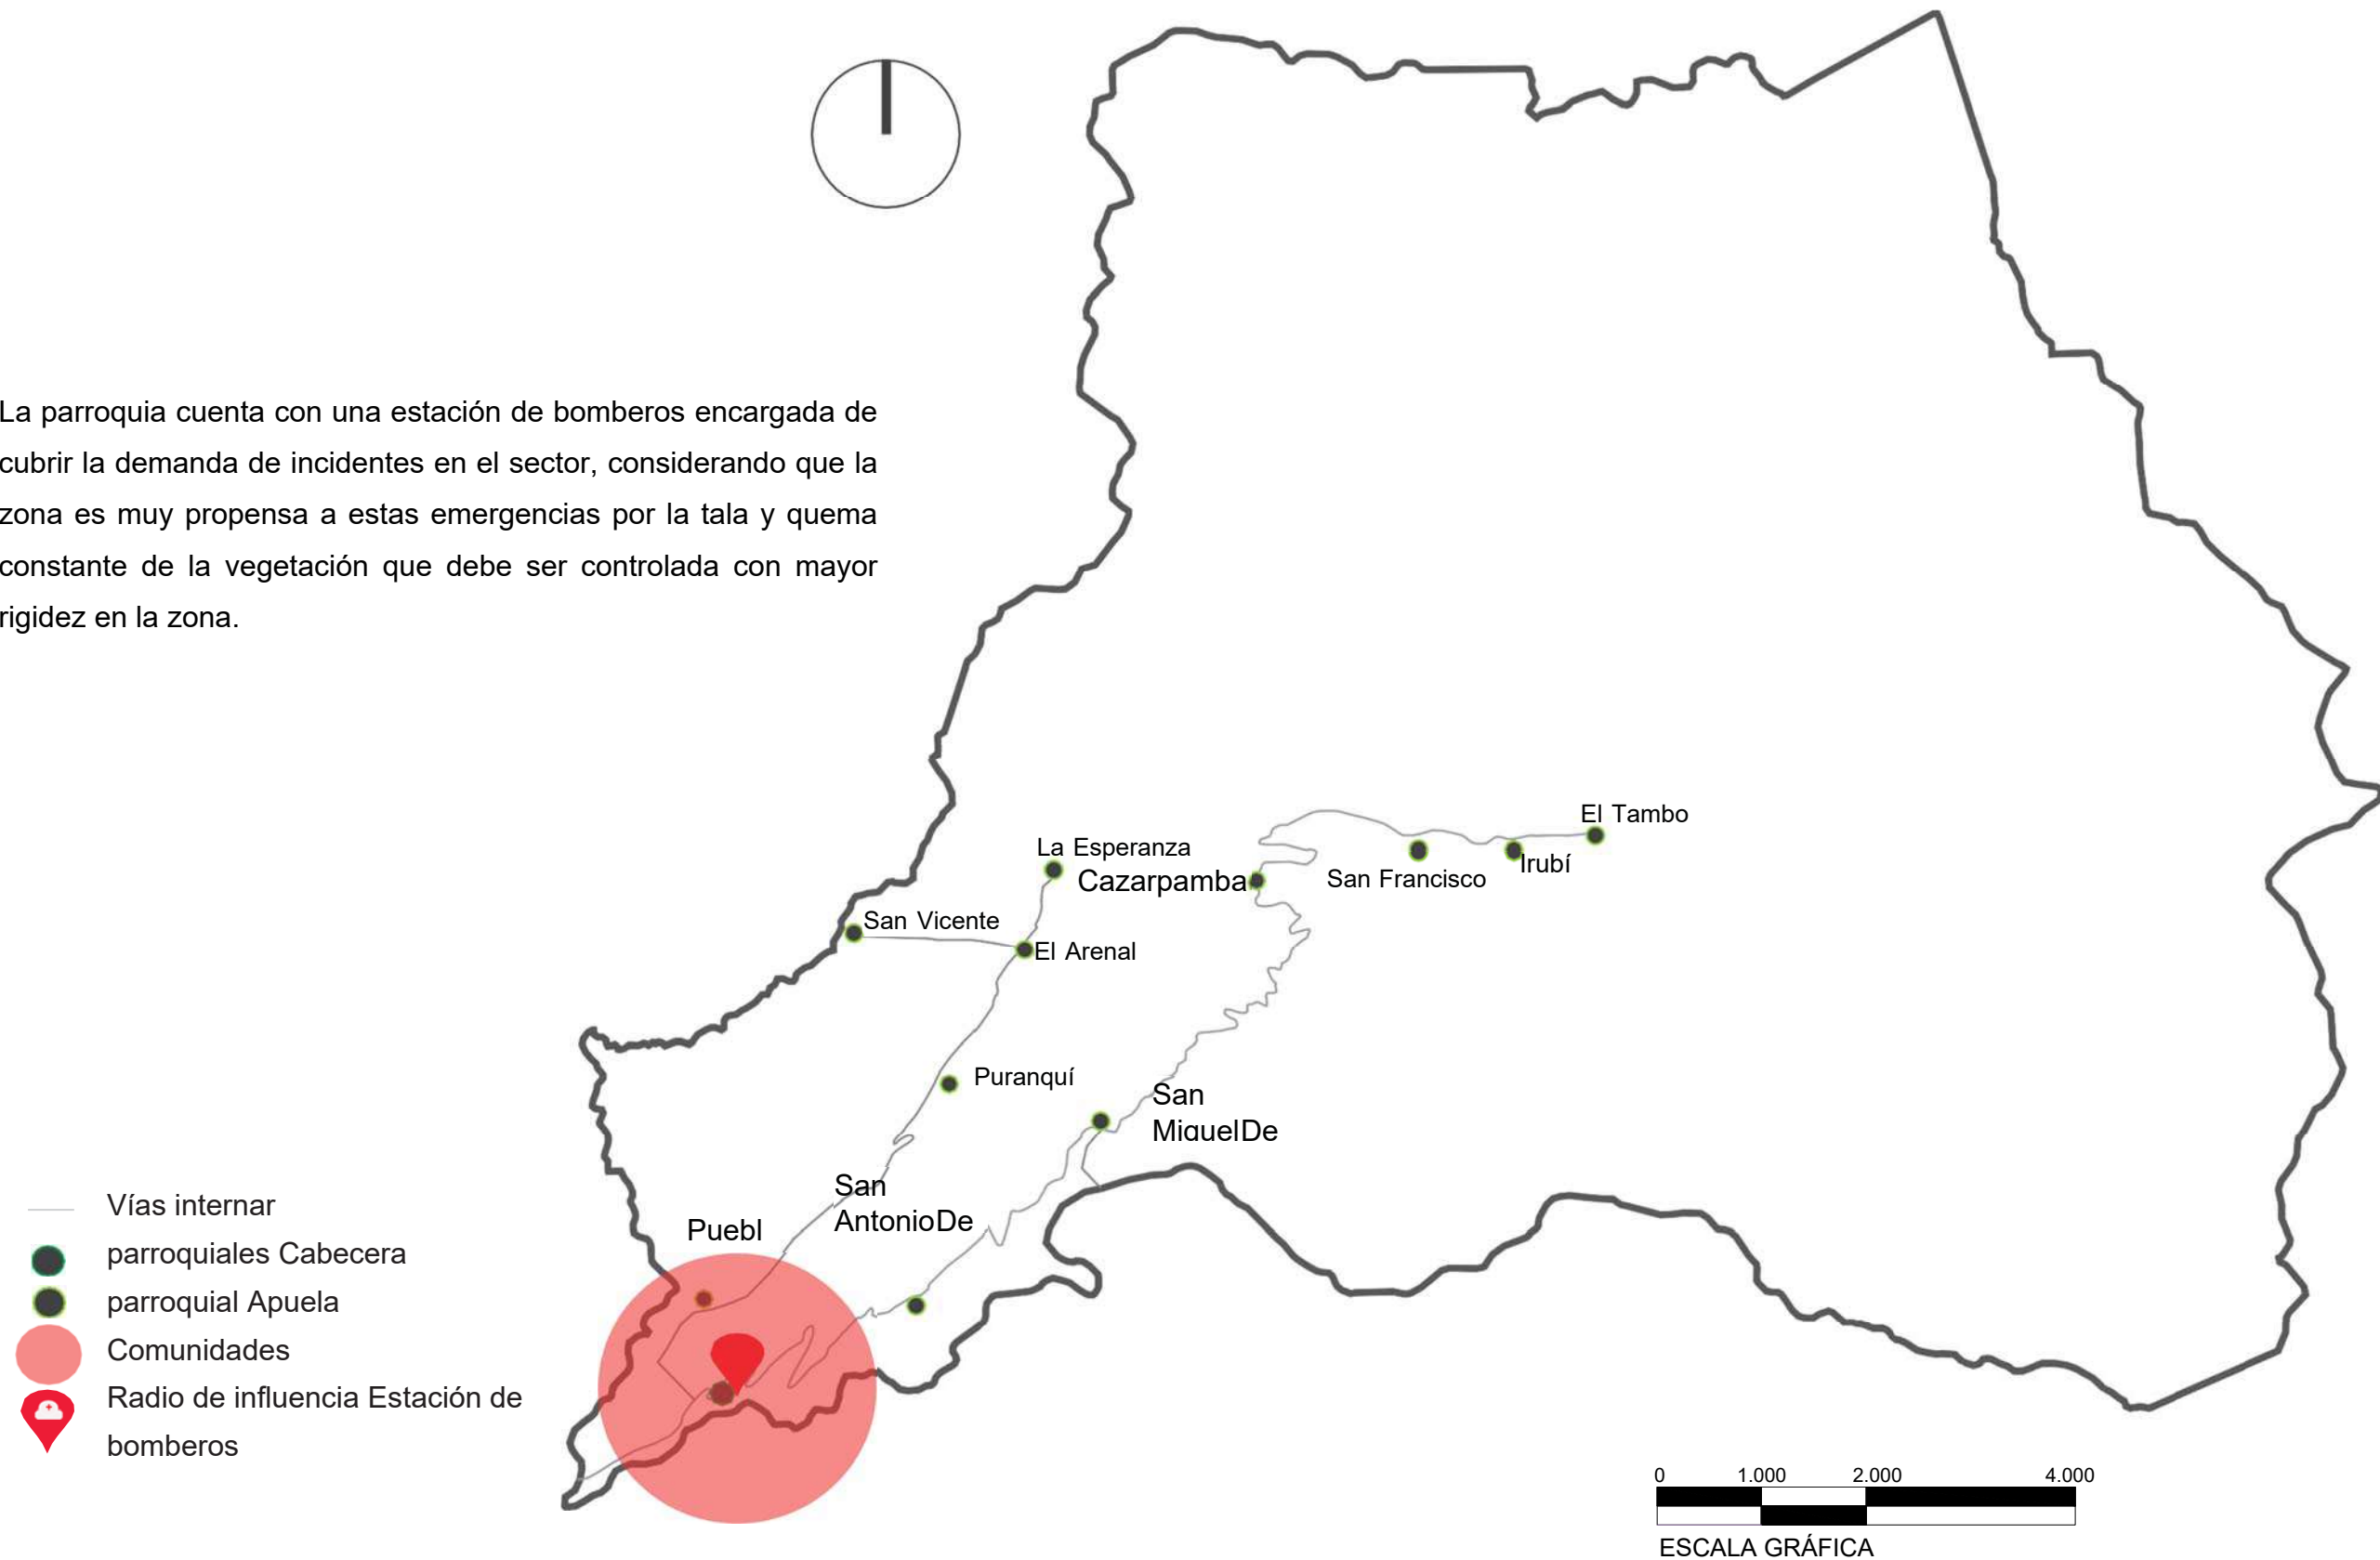 La parroquia cuenta con una estación de bomberos encargada de
cubrir la demanda de incidentes en el sector, considerando que la
zona es muy propensa a estas emergencias por la tala y quema
constante de la vegetación que debe ser controlada con mayor
rigidez en la zona.
El Tambo
La Esperanza
Cazarpamba
San Francisco
Irubí
San Vicente
El Arenal
Puranquí
San
MiguelDe
San
AntonioDe
Puebl
Vías internar
parroquiales Cabecera
parroquial Apuela
Comunidades
Radio de influencia Estación de
bomberos
0 1.000 2.000 4.000
ESCALA GRÁFICA